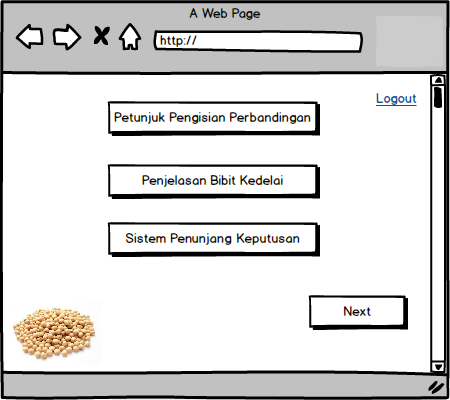 A Web Page
http://
Logout
Petunjuk Pengisian Perbandingan
Penjelasan Bibit Kedelai
Sistem Penunjang Keputusan
Next